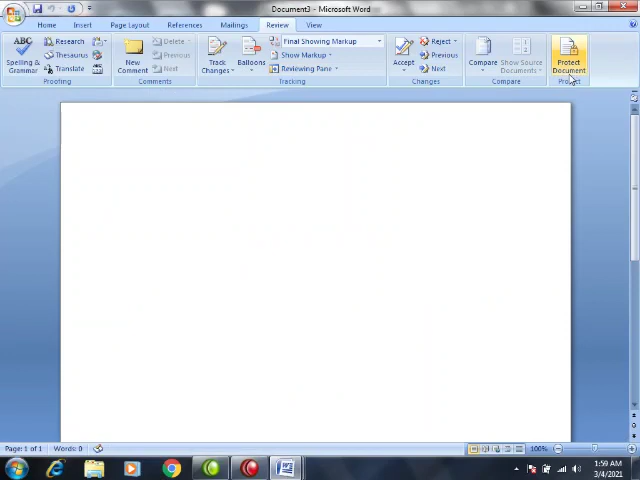 Document3 - Microsoft Word
Home Insert Page Layout References Mailings Review View
ABC
Spelling & Grammar
Research
Thesaurus
Translate
Proofing
New Comment
Delete
Previous
Next
Comments
Track Changes
Balloons
Final Showing Markup
Show Markup
Reviewing Pane
Tracking
Accept
Reject
Previous
Next
Changes
Compare
Show Source Documents
Compare
Protect Document
Protect
Page: 1 of 1 Words: 0
100%
1:59 AM
3/4/2021